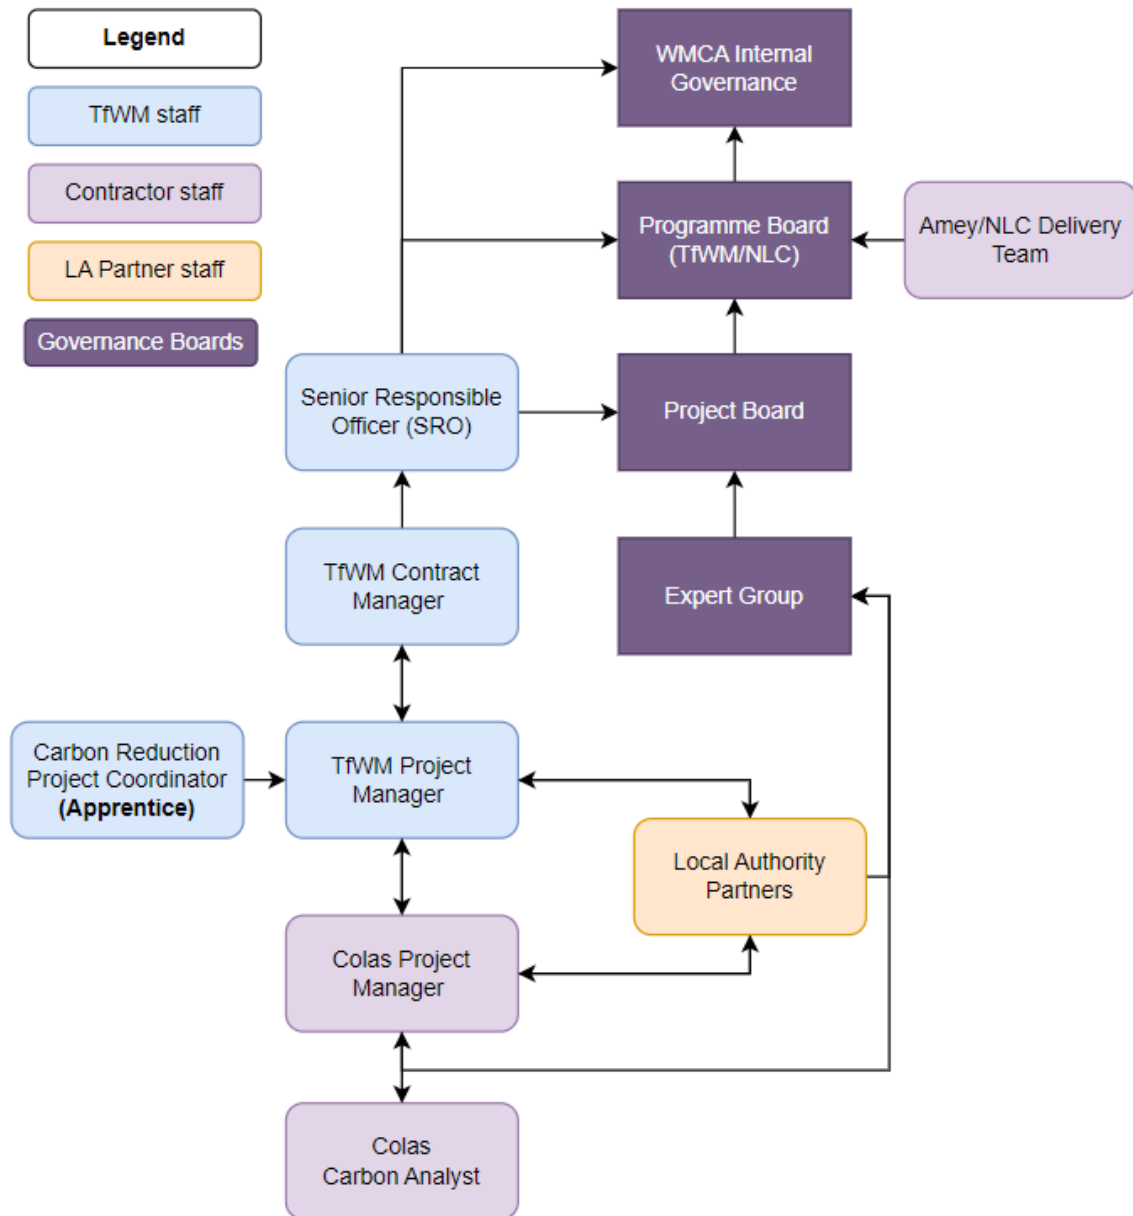 Legend
TfWM staff
Contractor staff
LA Partner staff
Governance Boards
WMCA Internal
Governance
Programme Board
(TfWM/NLC)
Amey/NLC Delivery
Team
Senior Responsible
Officer (SRO)
Project Board
TfWM Contract
Manager
Expert Group
Carbon Reduction
Project Coordinator
(Apprentice)
TfWM Project
Manager
Local Authority
Partners
Colas Project
Manager
Colas
Carbon Analyst